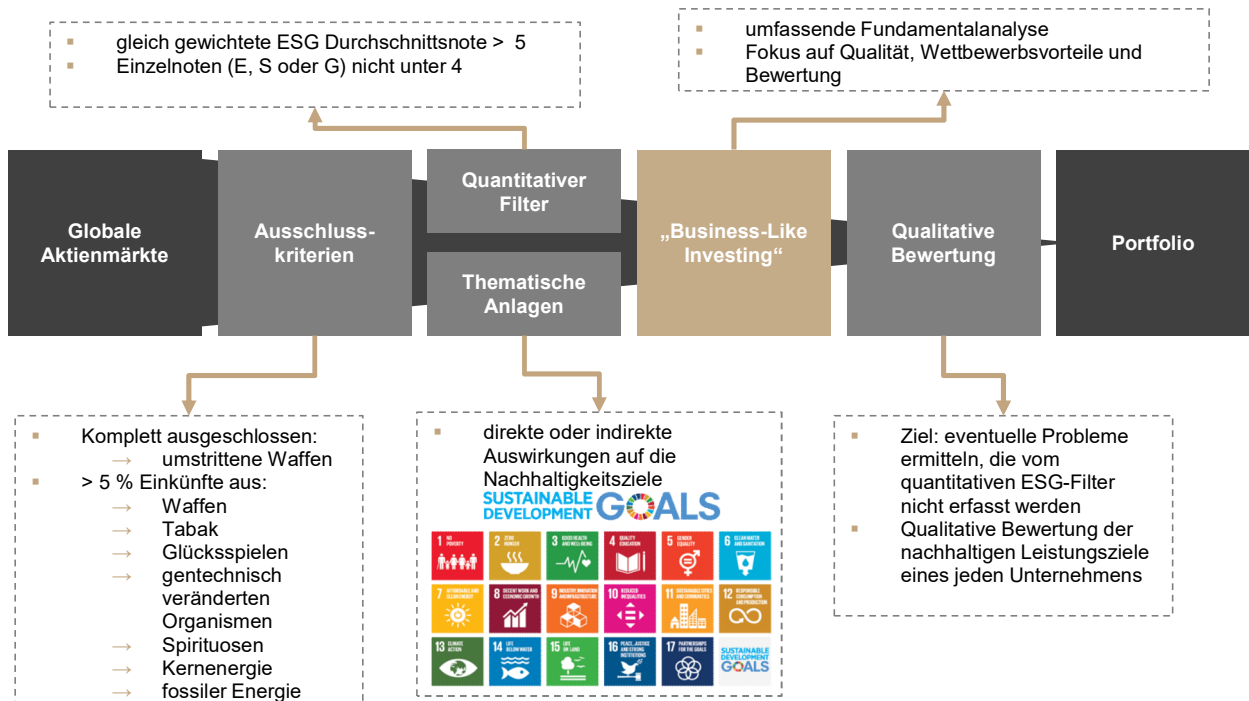 gleich gewichtete ESG Durchschnittsnote > 5
Einzelnoten (E, S oder G) nicht unter 4
umfassende Fundamentalanalyse
Fokus auf Qualität, Wettbewerbsvorteile und
Bewertung
Globale
Aktienmärkte
Ausschluss-
kriterien
Quantitativer
Filter
Thematische
Anlagen
„Business-Like
Investing“
Qualitative
Bewertung
Portfolio
Komplett ausgeschlossen:
→ umstrittene Waffen
> 5 % Einkünfte aus:
→ Waffen
→ Tabak
→ Glücksspielen
→ gentechnisch
veränderten
Organismen
→ Spirituosen
→ Kernenergie
→ fossiler Energie
direkte oder indirekte
Auswirkungen auf die
Nachhaltigkeitsziele
SUSTAINABLE
DEVELOPMENT
GOALS
1 NO
POVERTY
2 ZERO
HUNGER
3 GOOD HEALTH
AND WELL-BEING
4 QUALITY
EDUCATION
5 GENDER
EQUALITY
6 CLEAN WATER
AND SANITATION
7 AFFORDABLE AND
CLEAN ENERGY
8 DECENT WORK AND
ECONOMIC GROWTH
9 INDUSTRY, INNOVATION
AND INFRASTRUCTURE
10 REDUCED
INEQUALITIES
11 SUSTAINABLE CITIES
AND COMMUNITIES
12 RESPONSIBLE
CONSUMPTION
AND PRODUCTION
13 CLIMATE
ACTION
14 LIFE
BELOW WATER
15 LIFE
ON LAND
16 PEACE, JUSTICE
AND STRONG
INSTITUTIONS
17 PARTNERSHIPS
FOR THE GOALS
SUSTAINABLE
DEVELOPMENT
GOALS
Ziel: eventuelle Probleme
ermitteln, die vom
quantitativen ESG-Filter
nicht erfasst werden
Qualitative Bewertung der
nachhaltigen Leistungsziele
eines jeden Unternehmens